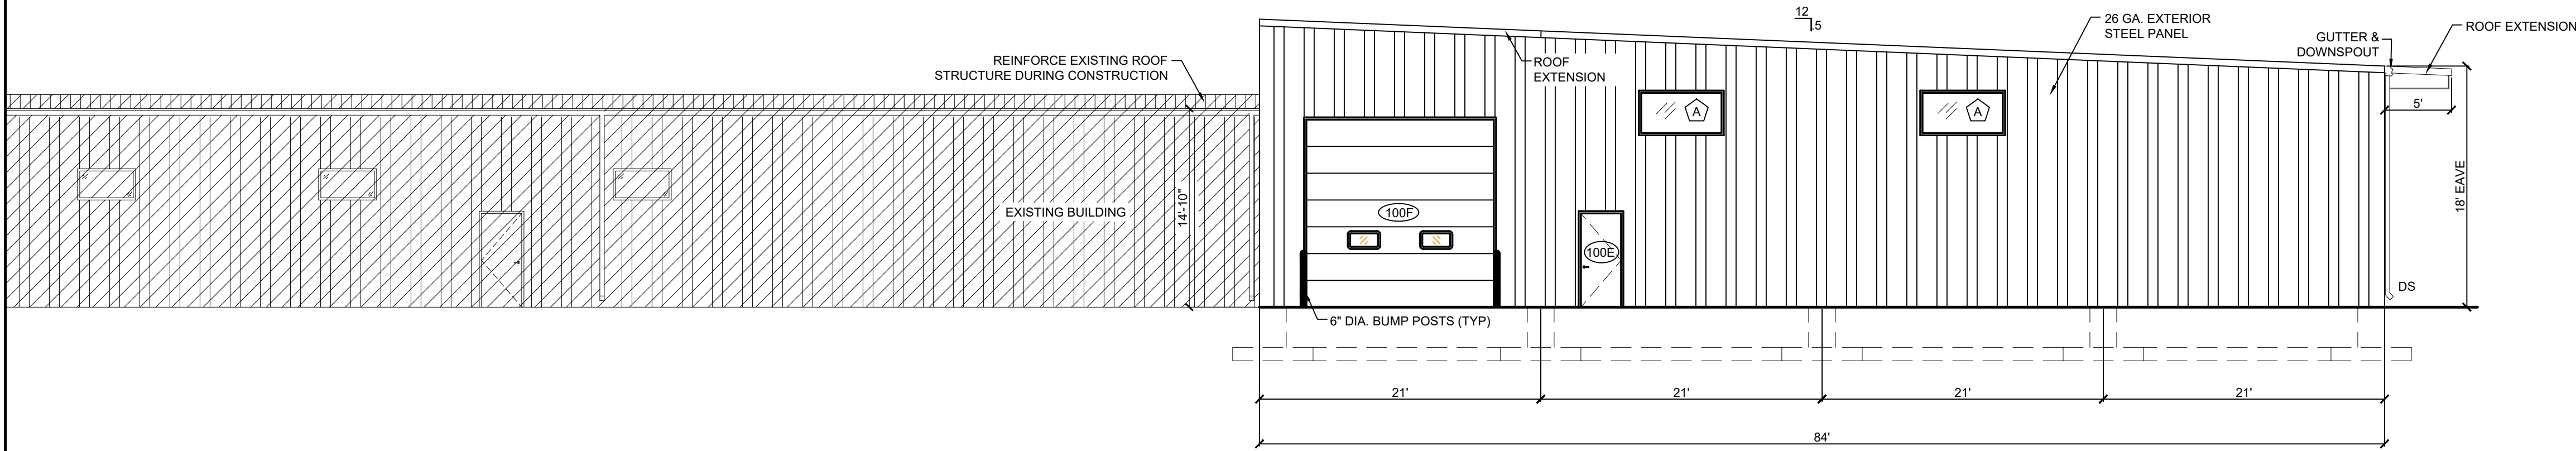 12
.5
26 GA. EXTERIOR
STEEL PANEL
GUTTER &
DOWNSPOUT
ROOF EXTENSION
REINFORCE EXISTING ROOF
STRUCTURE DURING CONSTRUCTION
ROOF
EXTENSION
A
A
5'
18' EAVE
14'-10"
EXISTING BUILDING
100F
100E
DS
6" DIA. BUMP POSTS (TYP)
21'
21'
21'
21'
84'